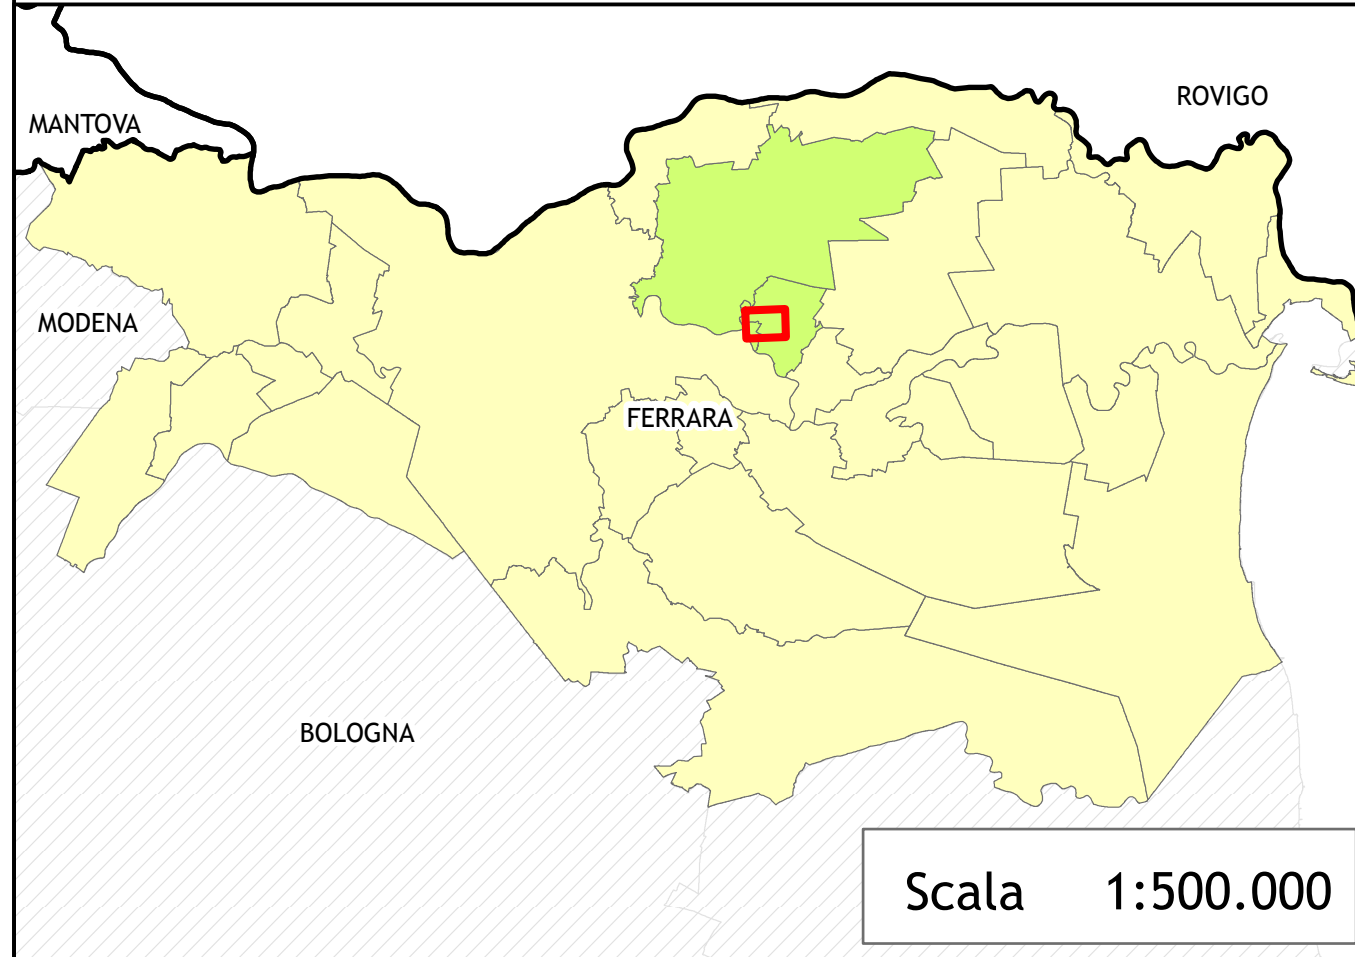 ROVIGO
MANTOVA
MODENA
FERRARA
BOLOGNA
Scala 1:500.000